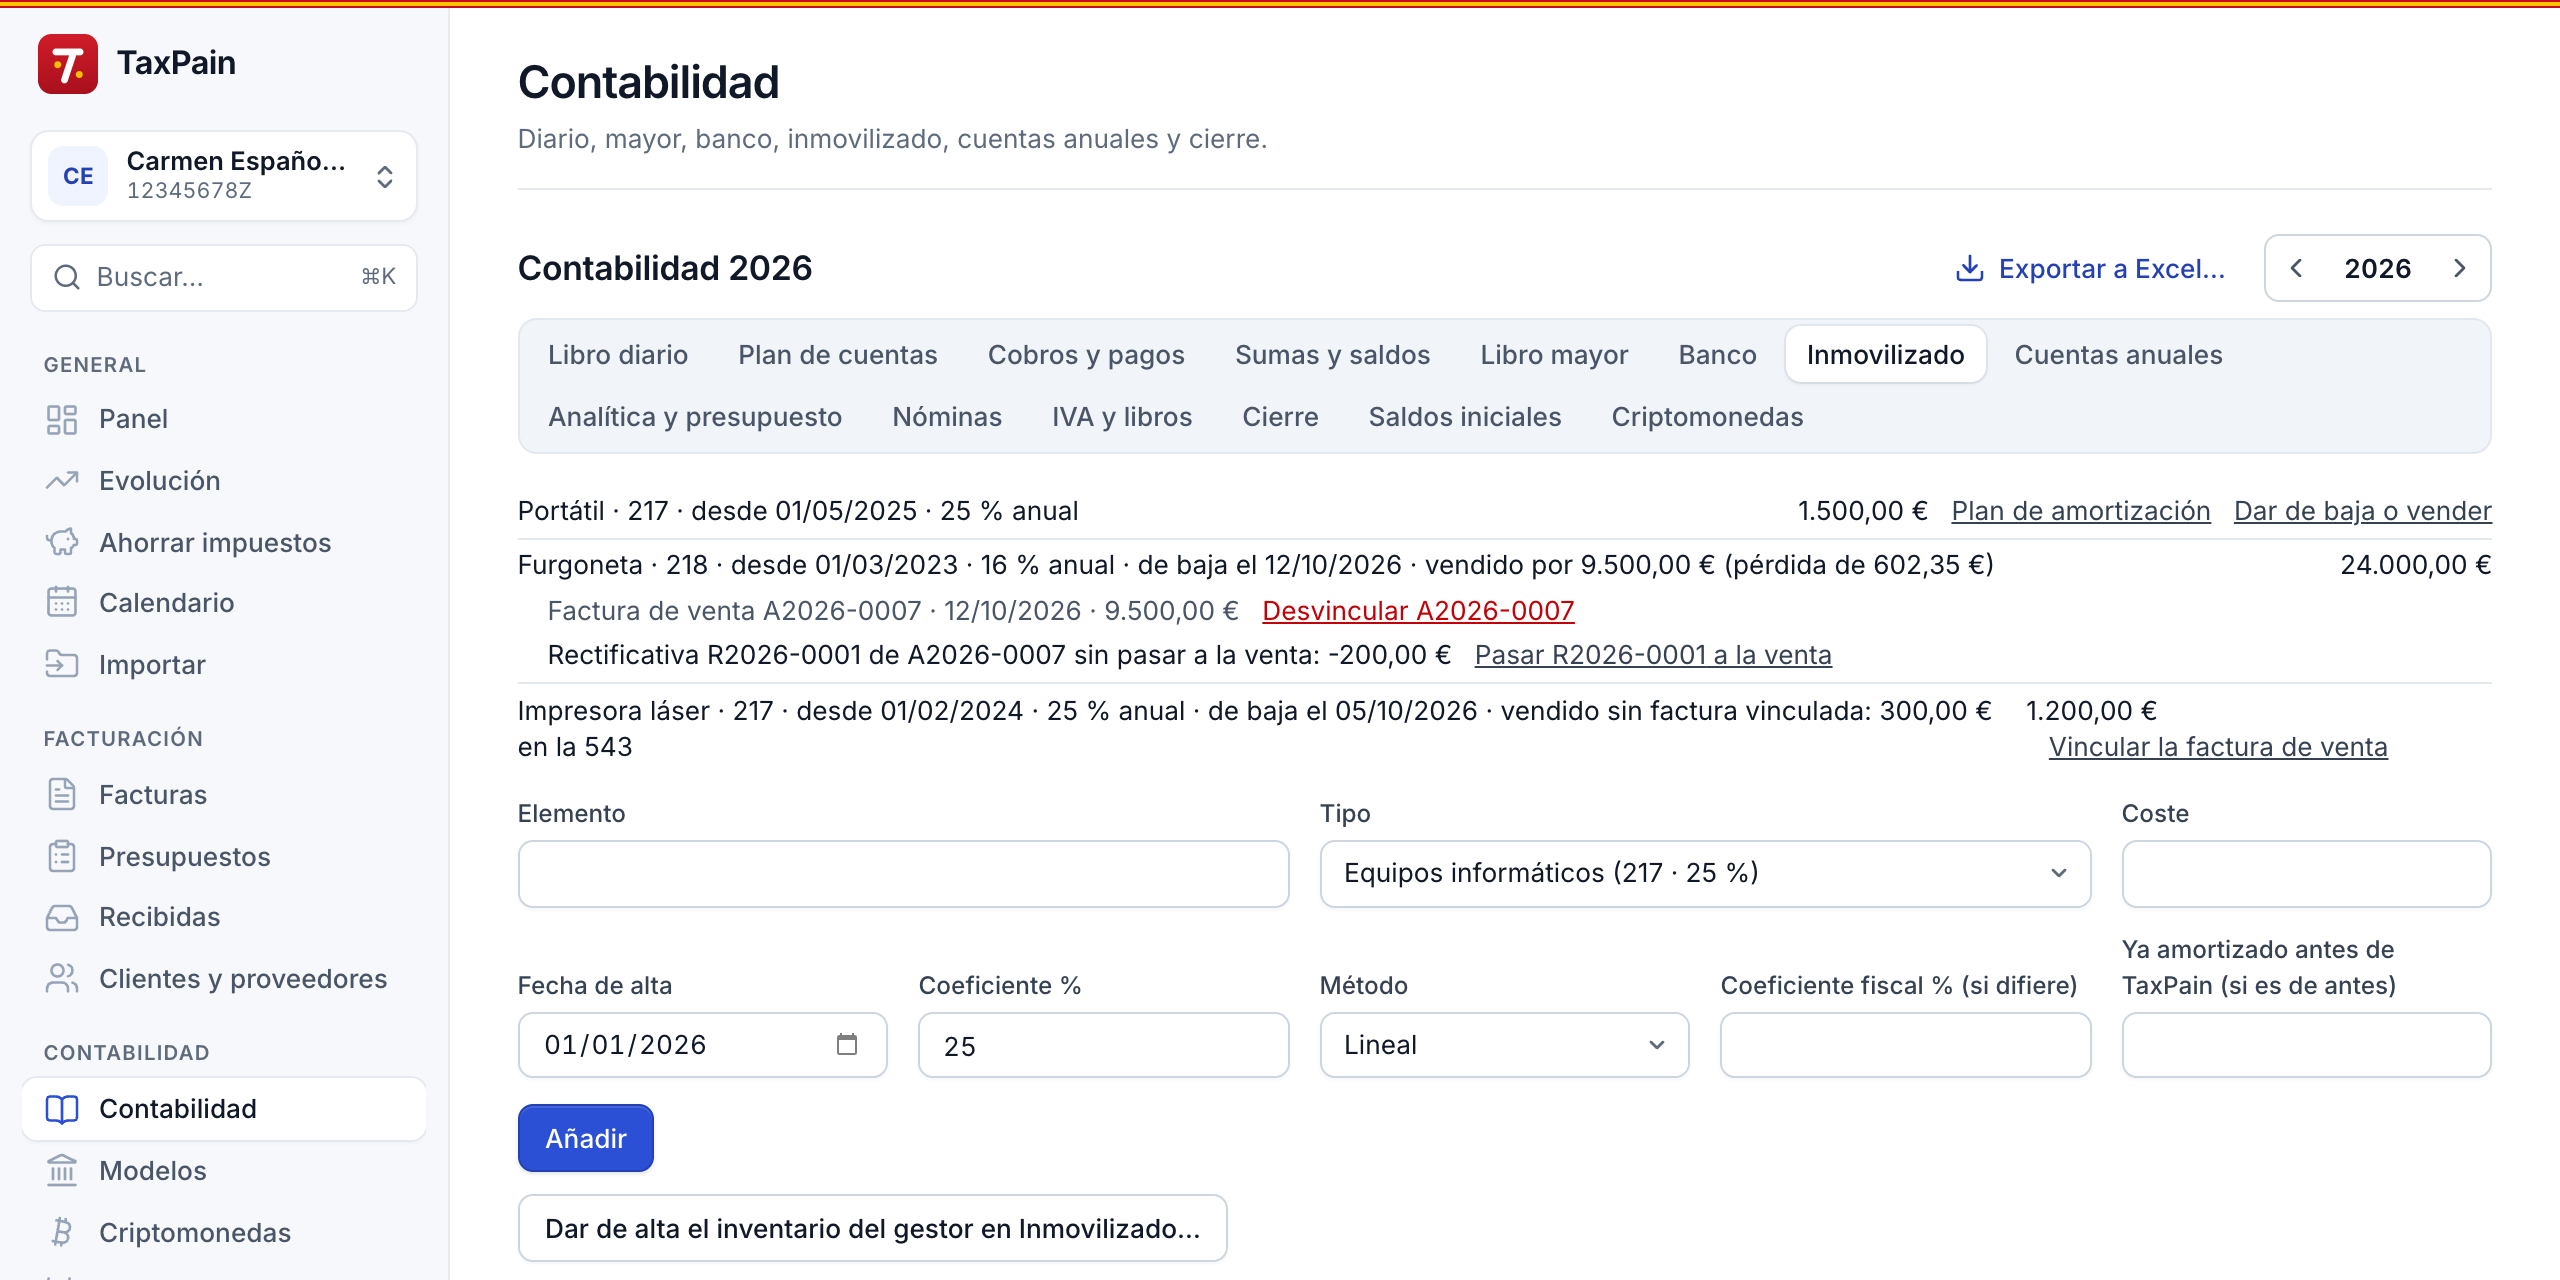 TaxPain
CE
Carmen Españo...
12345678Z
Buscar...
⌘K
GENERAL
Panel
Evolución
Ahorrar impuestos
Calendario
Importar
FACTURACIÓN
Facturas
Presupuestos
Recibidas
Clientes y proveedores
CONTABILIDAD
Contabilidad
Modelos
Criptomonedas
Contabilidad
Diario, mayor, banco, inmovilizado, cuentas anuales y cierre.
Contabilidad 2026
Exportar a Excel...
2026
Libro diario
Plan de cuentas
Cobros y pagos
Sumas y saldos
Libro mayor
Banco
Inmovilizado
Cuentas anuales
Analítica y presupuesto
Nóminas
IVA y libros
Cierre
Saldos iniciales
Criptomonedas
Portátil · 217 · desde 01/05/2025 · 25 % anual 1.500,00 € Plan de amortización Dar de baja o vender
Furgoneta · 218 · desde 01/03/2023 · 16 % anual · de baja el 12/10/2026 · vendido por 9.500,00 € (pérdida de 602,35 €) 24.000,00 €
Factura de venta A2026-0007 · 12/10/2026 · 9.500,00 € Desvincular A2026-0007
Rectificativa R2026-0001 de A2026-0007 sin pasar a la venta: -200,00 € Pasar R2026-0001 a la venta
Impresora láser · 217 · desde 01/02/2024 · 25 % anual · de baja el 05/10/2026 · vendido sin factura vinculada: 300,00 €
en la 543
1.200,00 €
Vincular la factura de venta
Elemento
Tipo
Equipos informáticos (217 · 25 %)
Coste
Fecha de alta
01/01/2026
Coeficiente %
25
Método
Lineal
Coeficiente fiscal % (si difiere)
Ya amortizado antes de
TaxPain (si es de antes)
Añadir
Dar de alta el inventario del gestor en Inmovilizado...